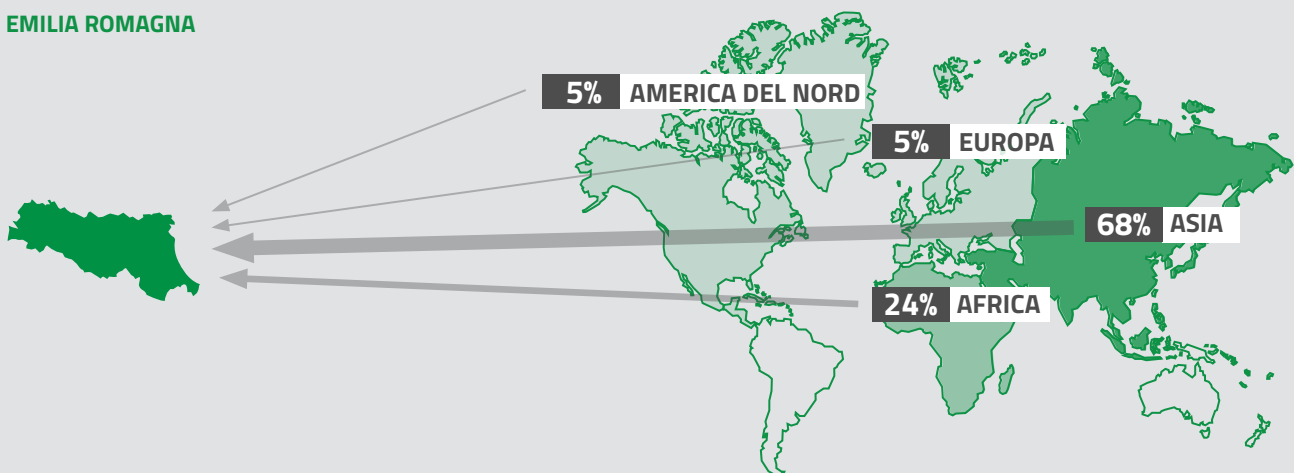 EMILIA ROMAGNA
5% AMERICA DEL NORD
5% EUROPA
68% ASIA
24% AFRICA